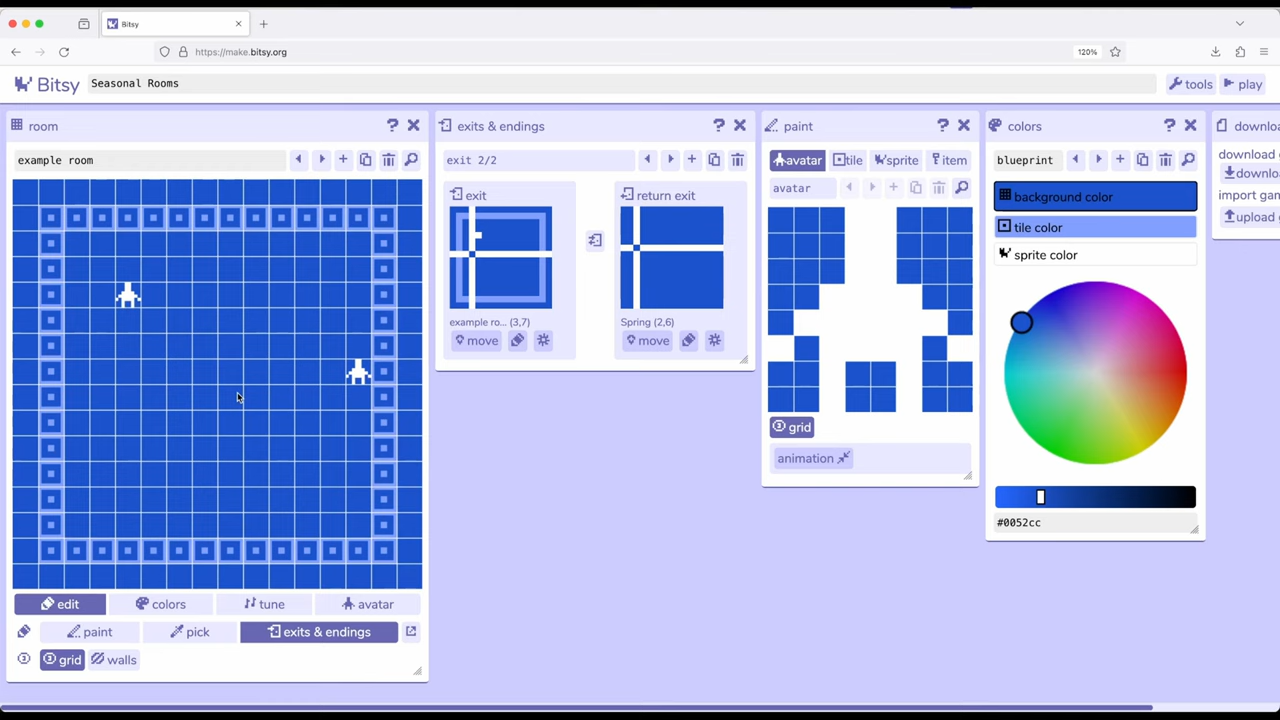 Bitsy
https://make.bitsy.org
120%
Bitsy
Seasonal Rooms
tools
play
room
?
example room
edit
colors
tune
avatar
paint
pick
exits & endings
grid
walls
exits & endings
?
exit 2/2
exit
return exit
example ro... (3,7)
Spring (2,6)
move
move
paint
?
avatar
tile
sprite
item
avatar
grid
animation
colors
?
blueprint
background color
tile color
sprite color
#0052cc
downloa
download g
downloa
import gam
upload g